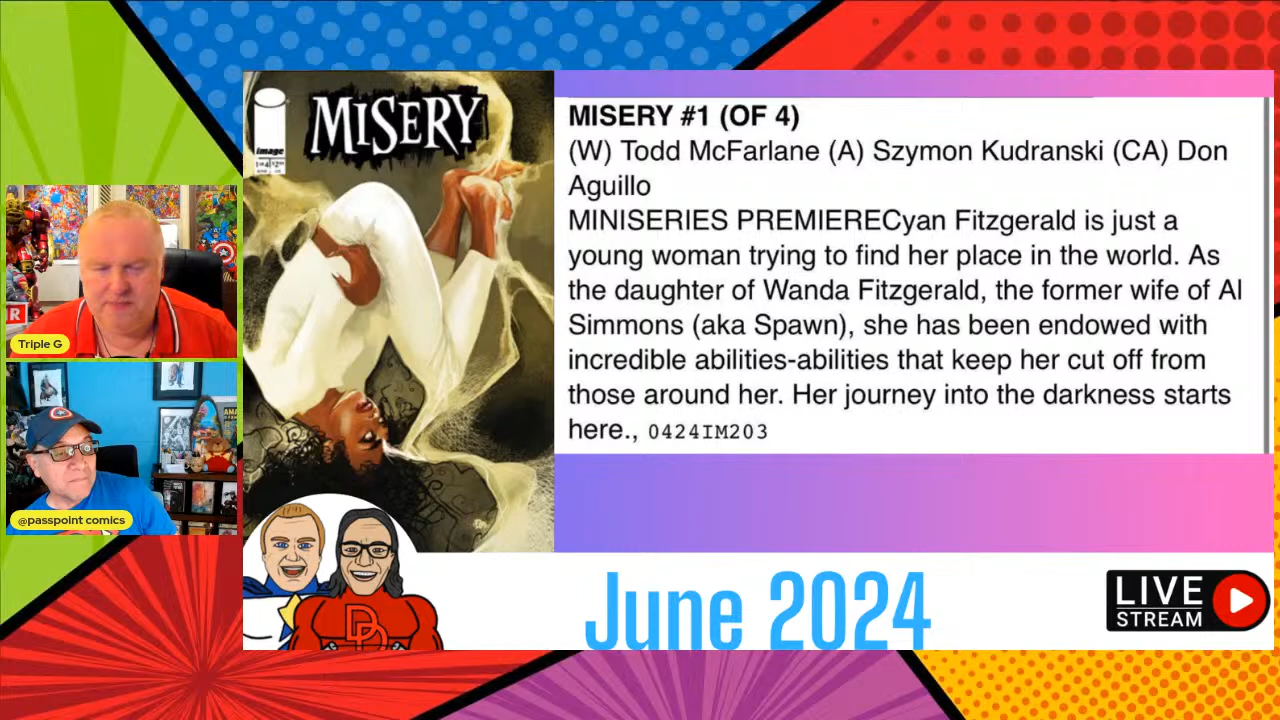 MISERY
image
MISERY #1 (OF 4)
(W) Todd McFarlane (A) Szymon Kudranski (CA) Don
Aguillo
MINISERIES PREMIERECyan Fitzgerald is just a
young woman trying to find her place in the world. As
the daughter of Wanda Fitzgerald, the former wife of Al
Simmons (aka Spawn), she has been endowed with
incredible abilities-abilities that keep her cut off from
those around her. Her journey into the darkness starts
here., 0424IM203
Triple G
@passpoint comics
DD
June 2024
LIVE
STREAM